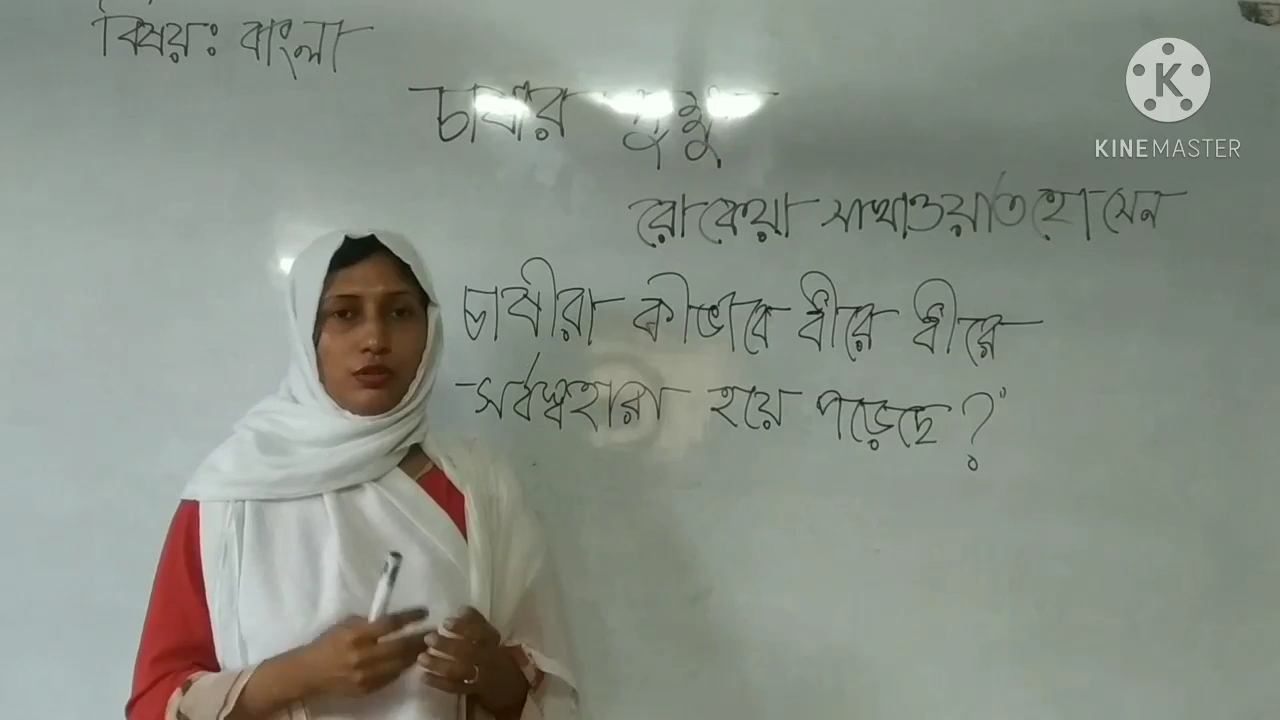 বিষয়ঃ বাংলা
চাষার দুক্ষু
রোকেয়া সাখাওয়াত হোসেন
চাষীরা কীভাবে ধীরে ধীরে
সর্বস্বহারা হয়ে পড়েছে?
K
KINEMASTER